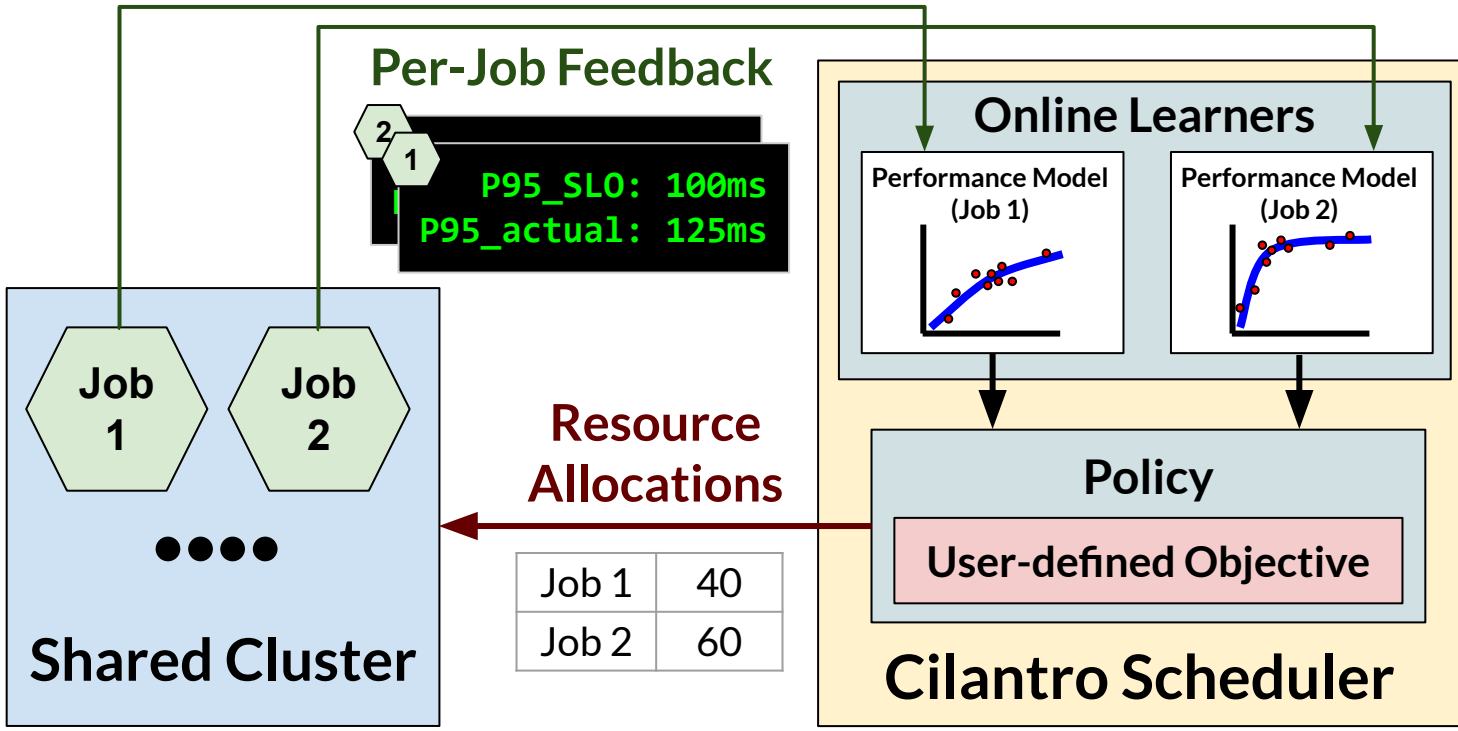 Per-Job Feedback
2
1
P95_SLO: 100ms
P95_actual: 125ms
Online Learners
Performance Model
(Job 1)
Performance Model
(Job 2)
Job
1
Job
2
Shared Cluster
Resource
Allocations
Job 1 40
Job 2 60
Policy
User-defined Objective
Cilantro Scheduler